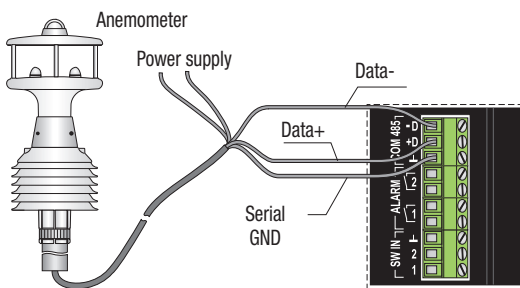 Anemometer
Power supply
Data-
Data+
Serial
GND
COM 485
-D
+D
⊥
ALARM
2
1
SW IN
⊥
2
1